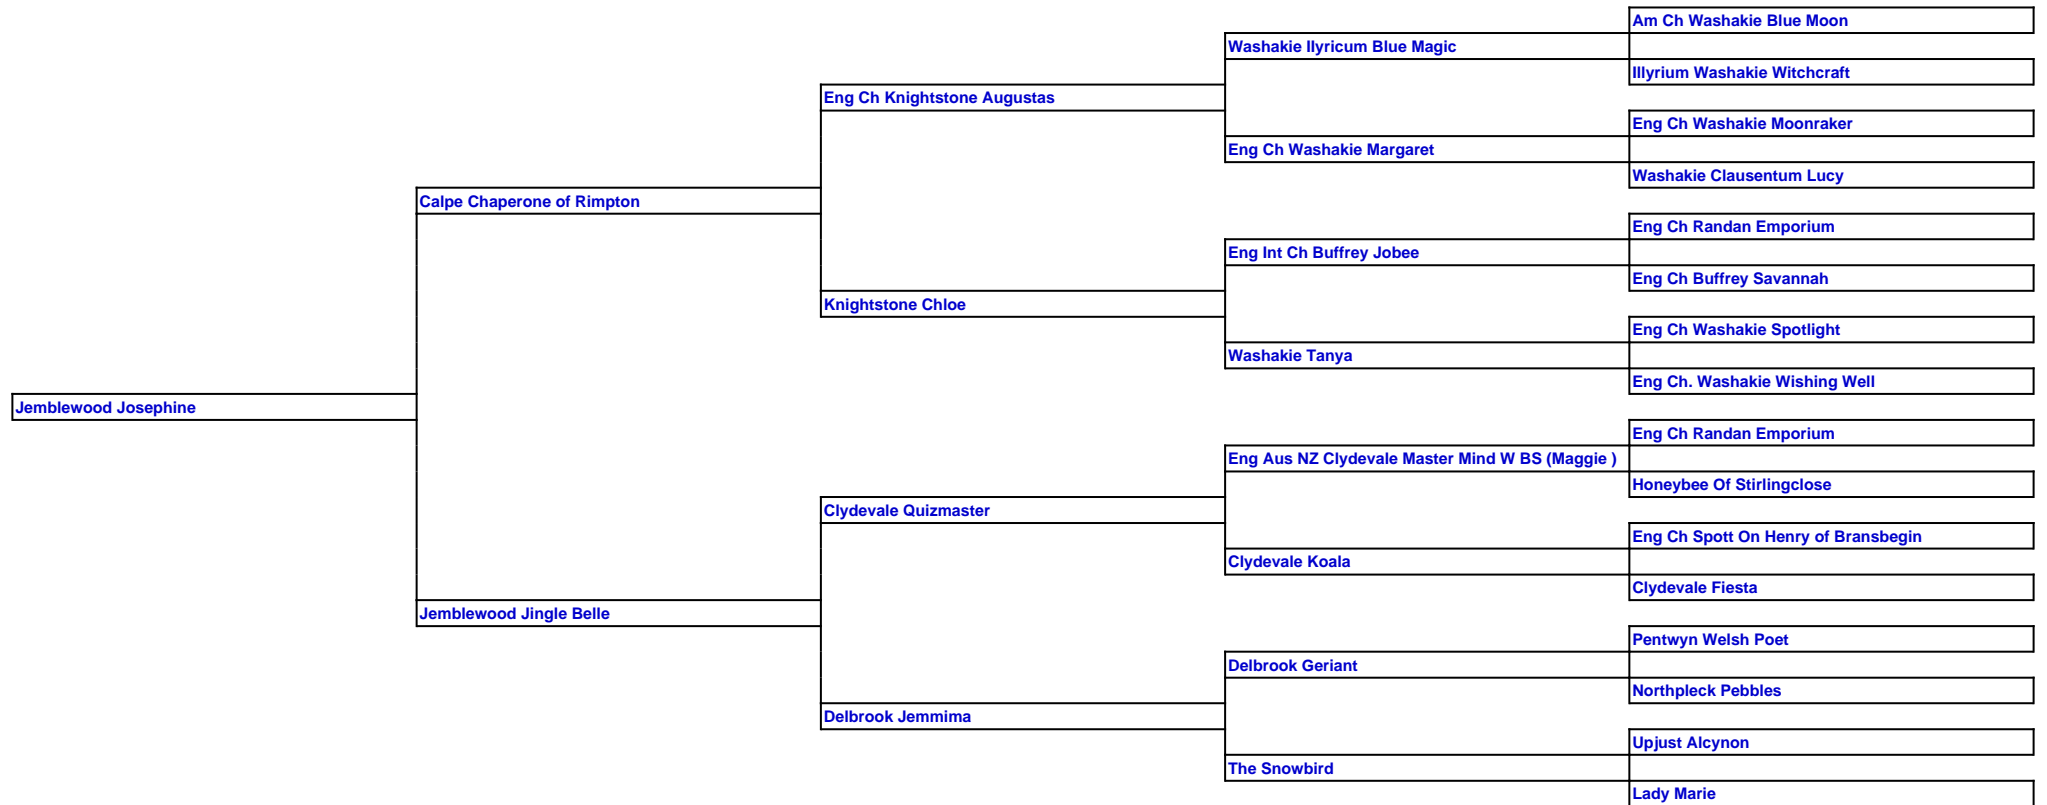 Am Ch Washakie Blue Moon
Washakie Ilyricum Blue Magic
Illyrium Washakie Witchcraft
Eng Ch Knightstone Augustas
Eng Ch Washakie Moonraker
Eng Ch Washakie Margaret
Washakie Clausentum Lucy
Calpe Chaperone of Rimpton
Eng Ch Randan Emporium
Eng Int Ch Buffrey Jobee
Eng Ch Buffrey Savannah
Knightstone Chloe
Eng Ch Washakie Spotlight
Washakie Tanya
Eng Ch. Washakie Wishing Well
Jemblewood Josephine
Eng Ch Randan Emporium
Eng Aus NZ Clydevale Master Mind W BS (Maggie )
Honeybee Of Stirlingclose
Clydevale Quizmaster
Eng Ch Spott On Henry of Bransbegin
Clydevale Koala
Clydevale Fiesta
Jemblewood Jingle Belle
Pentwyn Welsh Poet
Delbrook Geriant
Northpleck Pebbles
Delbrook Jemmima
Upjust Alcynon
The Snowbird
Lady Marie